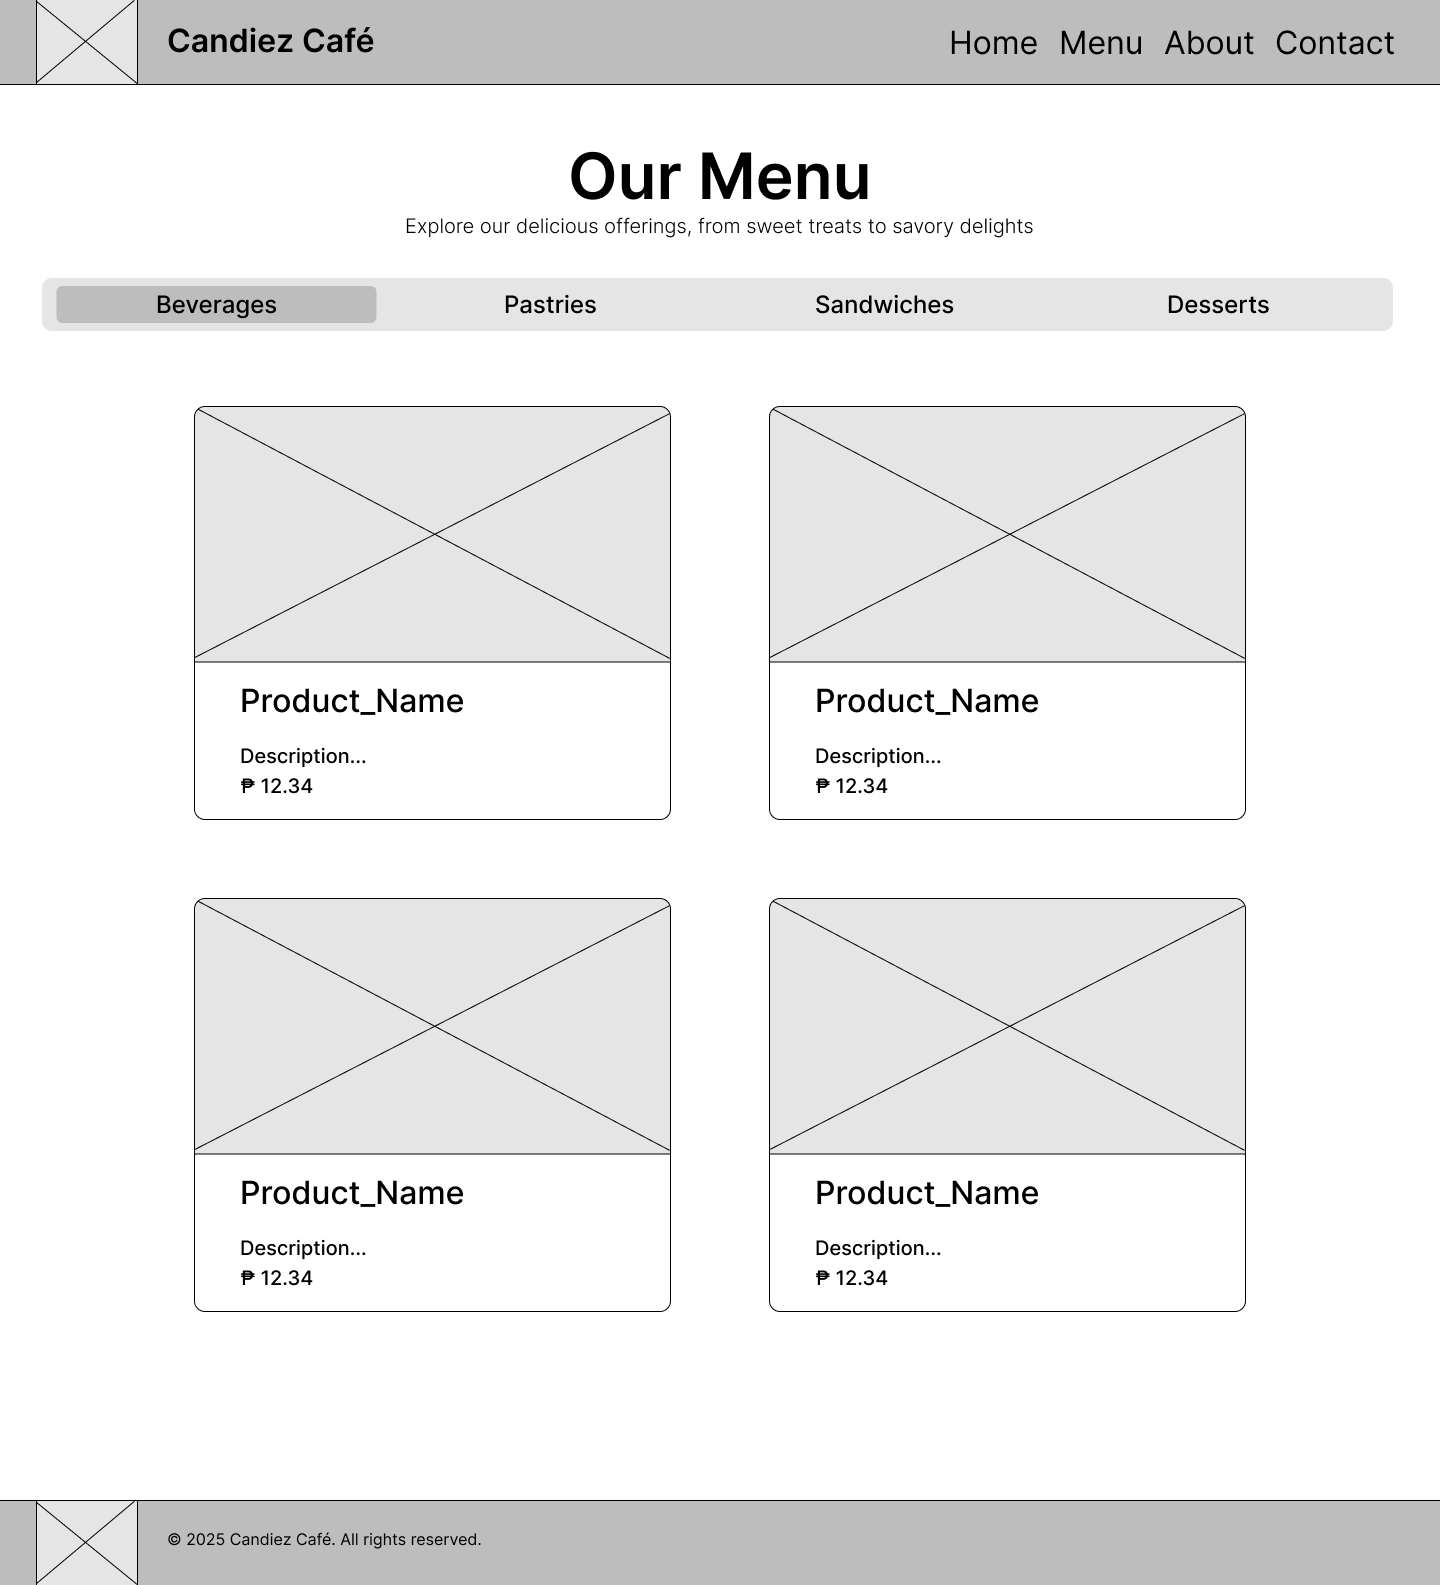 Candiez Café
Home Menu About Contact
Our Menu
Explore our delicious offerings, from sweet treats to savory delights
Beverages Pastries Sandwiches Desserts
Product_Name
Description...
₱ 12.34
Product_Name
Description...
₱ 12.34
Product_Name
Description...
₱ 12.34
Product_Name
Description...
₱ 12.34
© 2025 Candiez Café. All rights reserved.